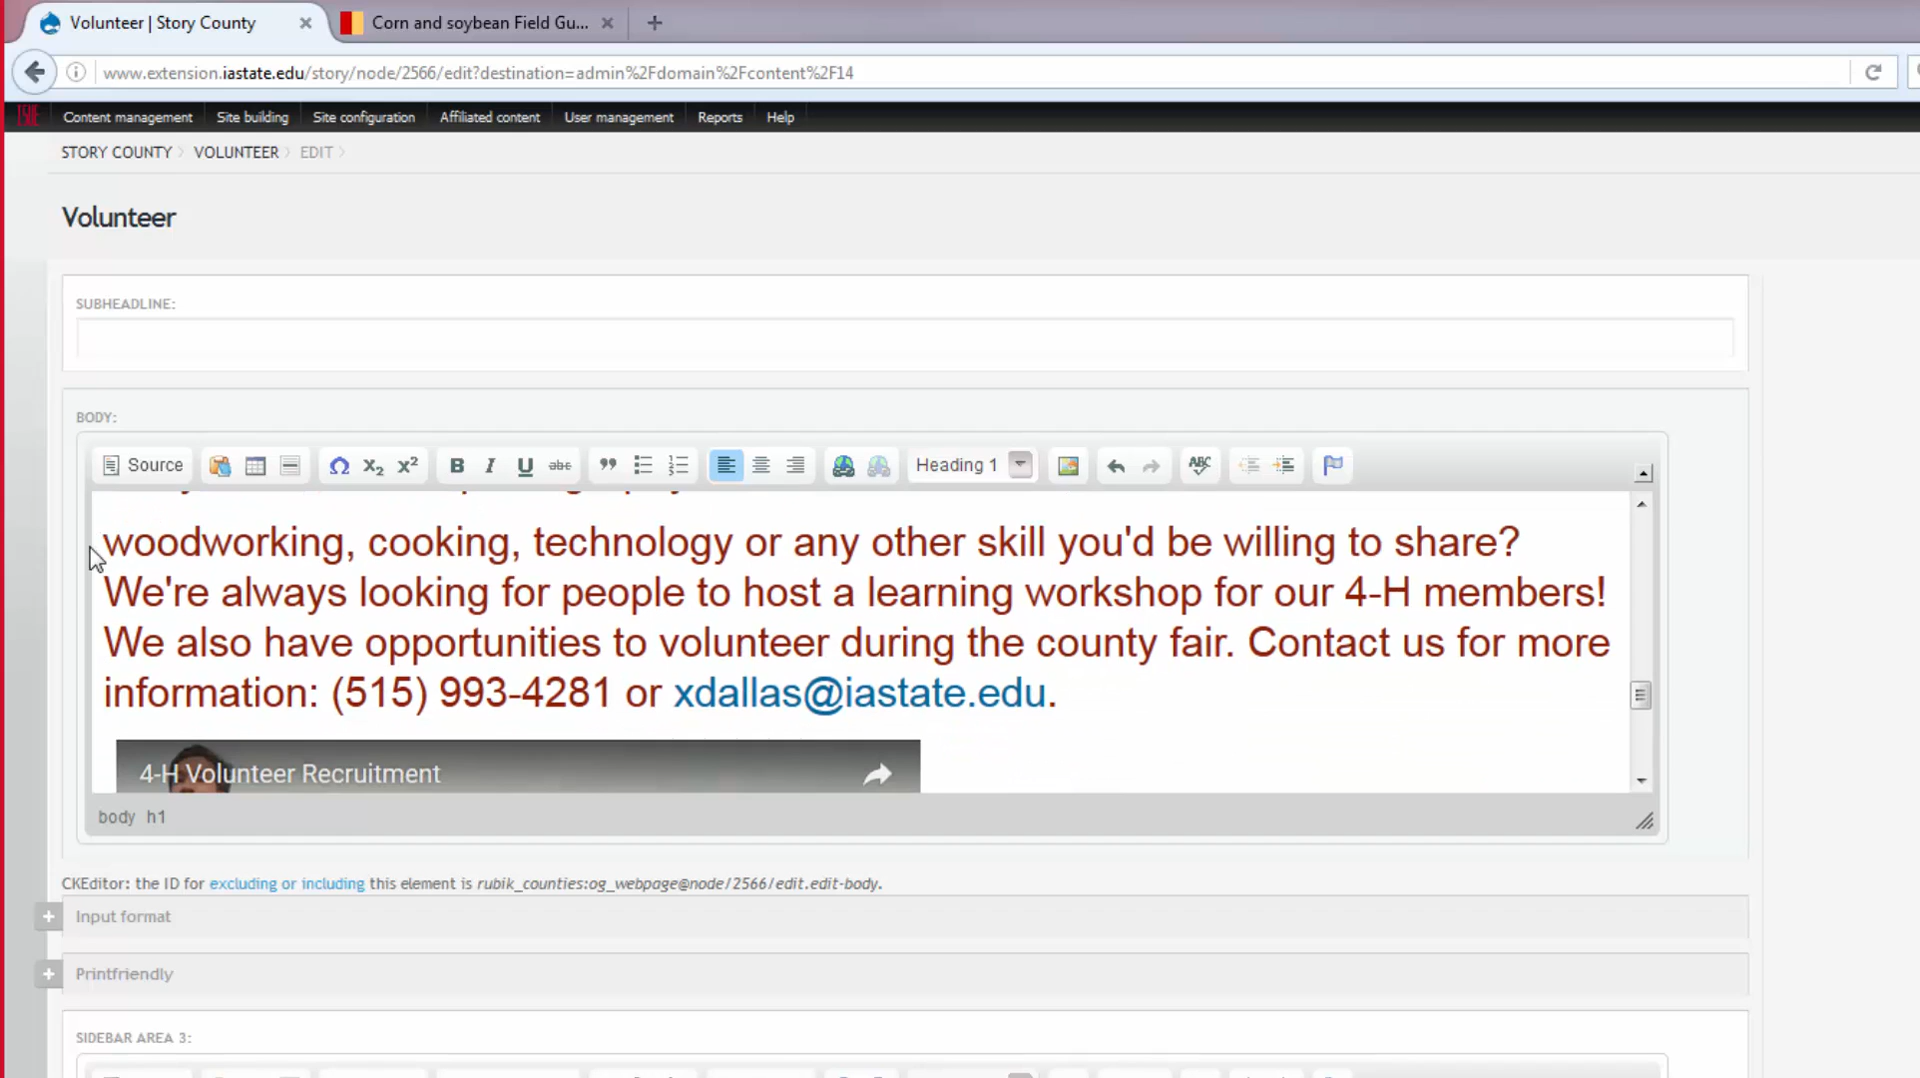 Volunteer | Story County
Corn and soybean Field Gu...
www.extension.iastate.edu/story/node/2566/edit?destination=admin%2Fdomain%2Fcontent%2F14
Content management Site building Site configuration Affiliated content User management Reports Help
STORY COUNTY VOLUNTEER EDIT
Volunteer
SUBHEADLINE:
BODY:
Source Ω X₂ X² B I U abc Heading 1 ABC
woodworking, cooking, technology or any other skill you'd be willing to share?
We're always looking for people to host a learning workshop for our 4-H members!
We also have opportunities to volunteer during the county fair. Contact us for more
information: (515) 993-4281 or xdallas@iastate.edu.
4-H Volunteer Recruitment
body h1
CKEditor: the ID for excluding or including this element is rubik_counties:og_webpage@node/2566/edit.edit-body.
Input format
Printfriendly
SIDEBAR AREA 3: